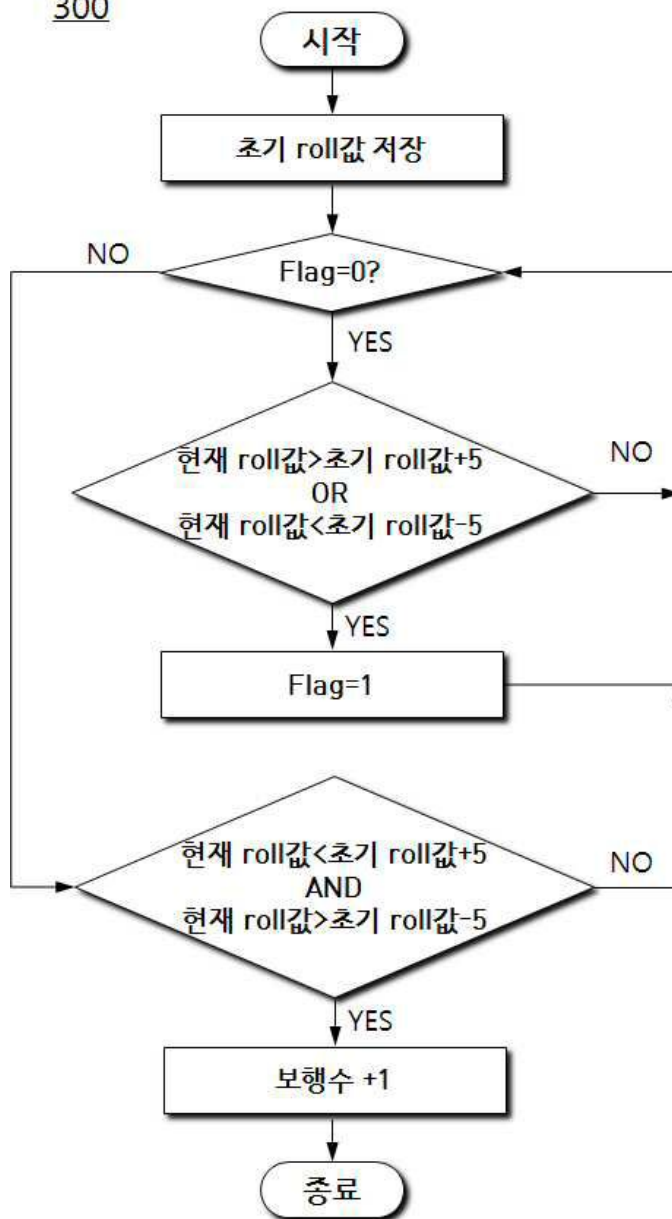 300
시작
초기 roll값 저장
NO
Flag=0?
YES
현재 roll값>초기 roll값+5
OR
현재 roll값<초기 roll값-5
NO
YES
Flag=1
현재 roll값<초기 roll값+5
AND
현재 roll값>초기 roll값-5
NO
YES
보행수 +1
종료